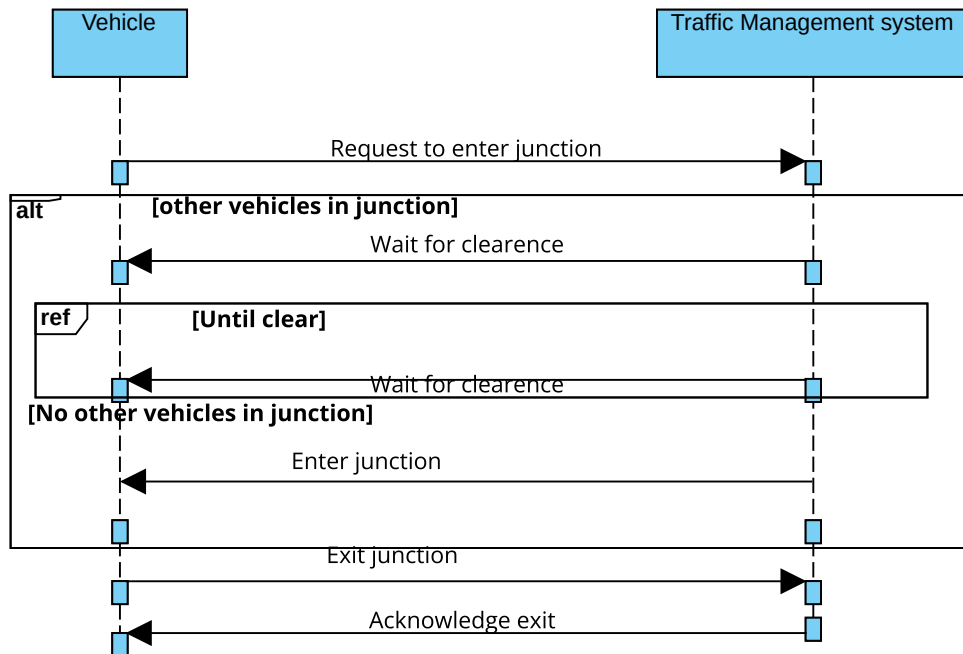 Vehicle
Traffic Management system
Request to enter junction
alt
[other vehicles in junction]
Wait for clearence
ref
[Until clear]
Wait for clearence
[No other vehicles in junction]
Enter junction
Exit junction
Acknowledge exit